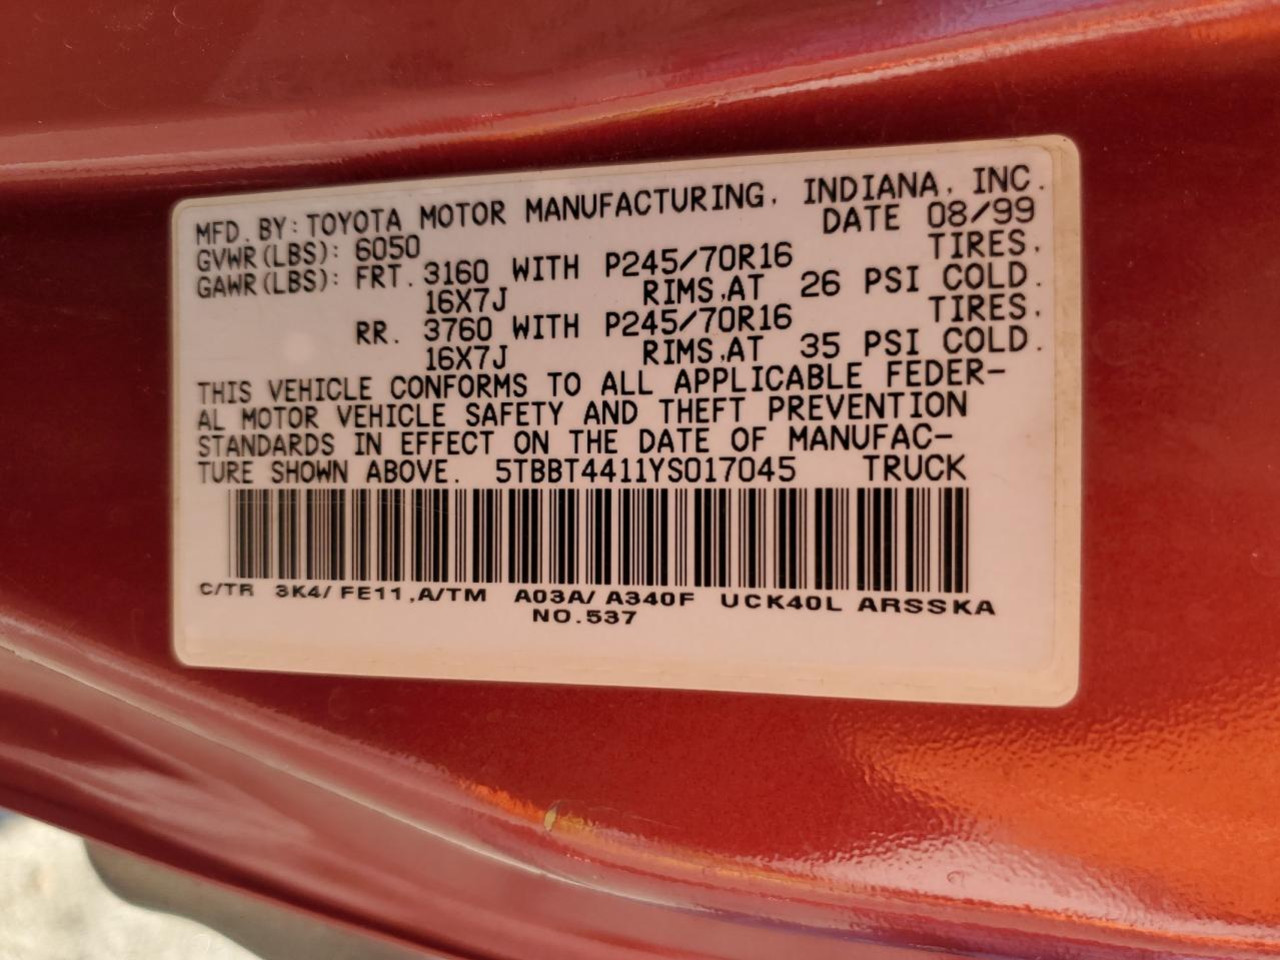 MFD. BY: TOYOTA MOTOR MANUFACTURING, INDIANA, INC.
GVWR(LBS): 6050 DATE 08/99
GAWR(LBS): FRT. 3160 WITH P245/70R16 TIRES,
16X7J RIMS,AT 26 PSI COLD.
RR. 3760 WITH P245/70R16 TIRES,
16X7J RIMS,AT 35 PSI COLD.
THIS VEHICLE CONFORMS TO ALL APPLICABLE FEDER-
AL MOTOR VEHICLE SAFETY AND THEFT PREVENTION
STANDARDS IN EFFECT ON THE DATE OF MANUFAC-
TURE SHOWN ABOVE. 5TBBT4411YS017045 TRUCK
C/TR 3K4/ FE11,A/TM A03A/ A340F UCK40L ARSSKA
NO.537